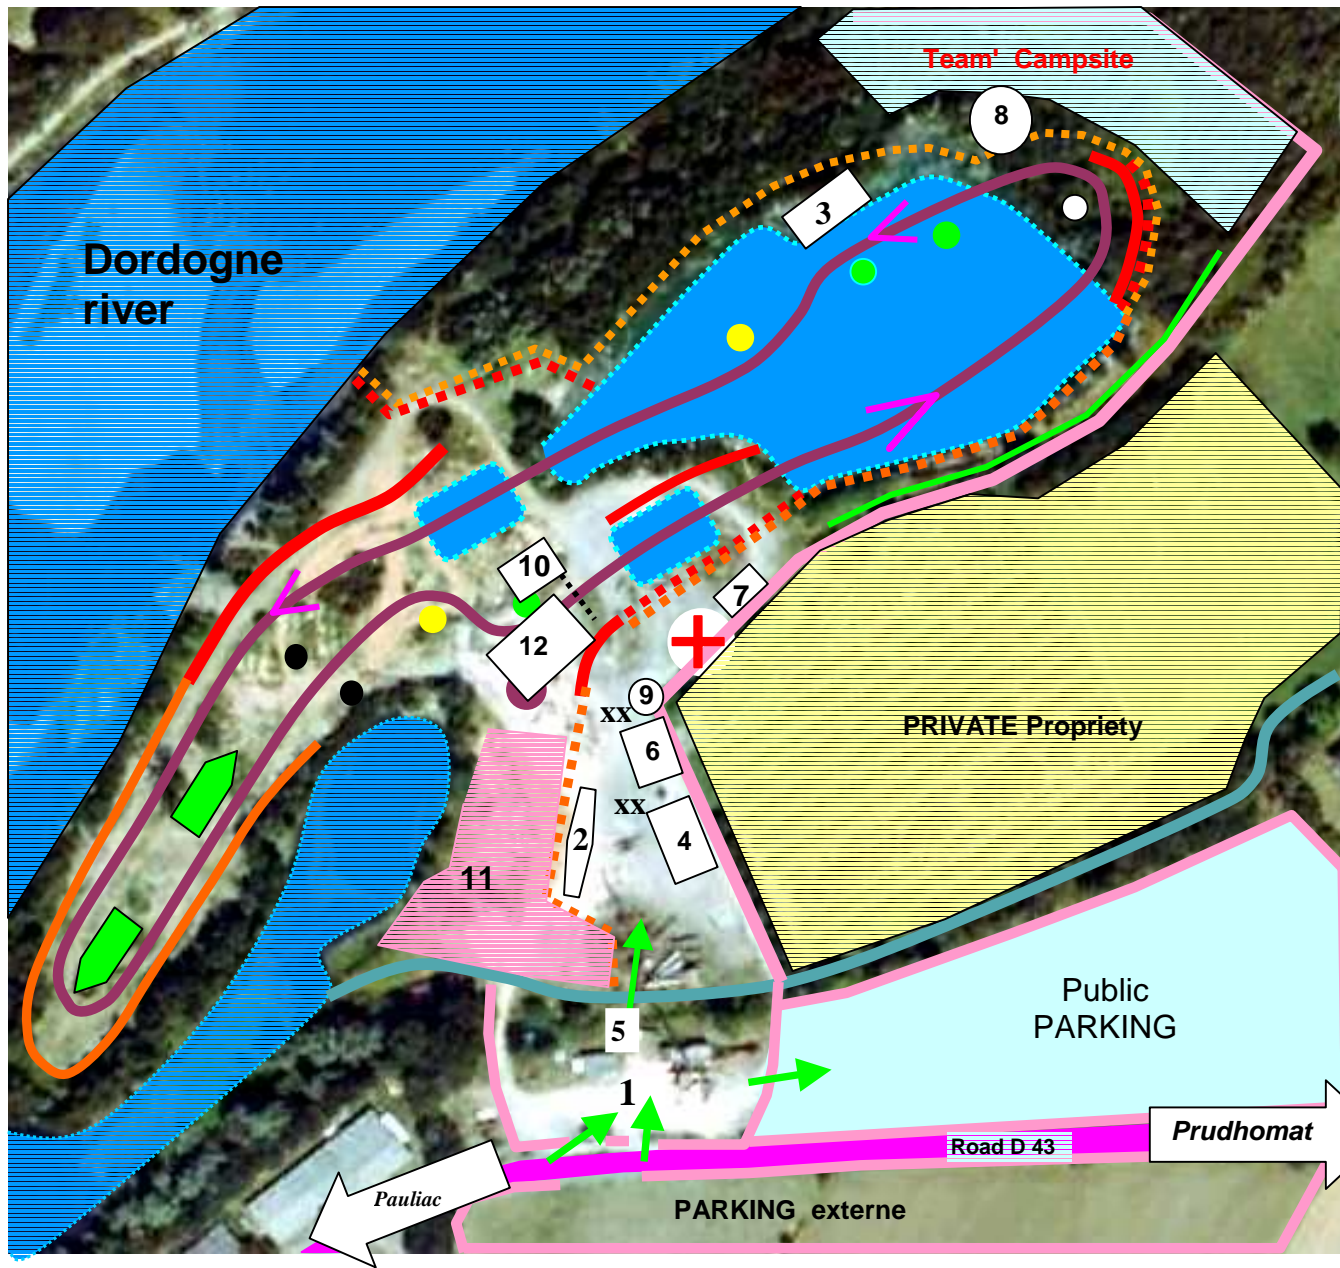 Team' Campsite
8
3
Dordogne
river
10
7
12
9
xx
6
PRIVATE Propriety
xx
2
4
11
Public
PARKING
5
1
Prudhomat
Road D 43
Pauliac
PARKING externe